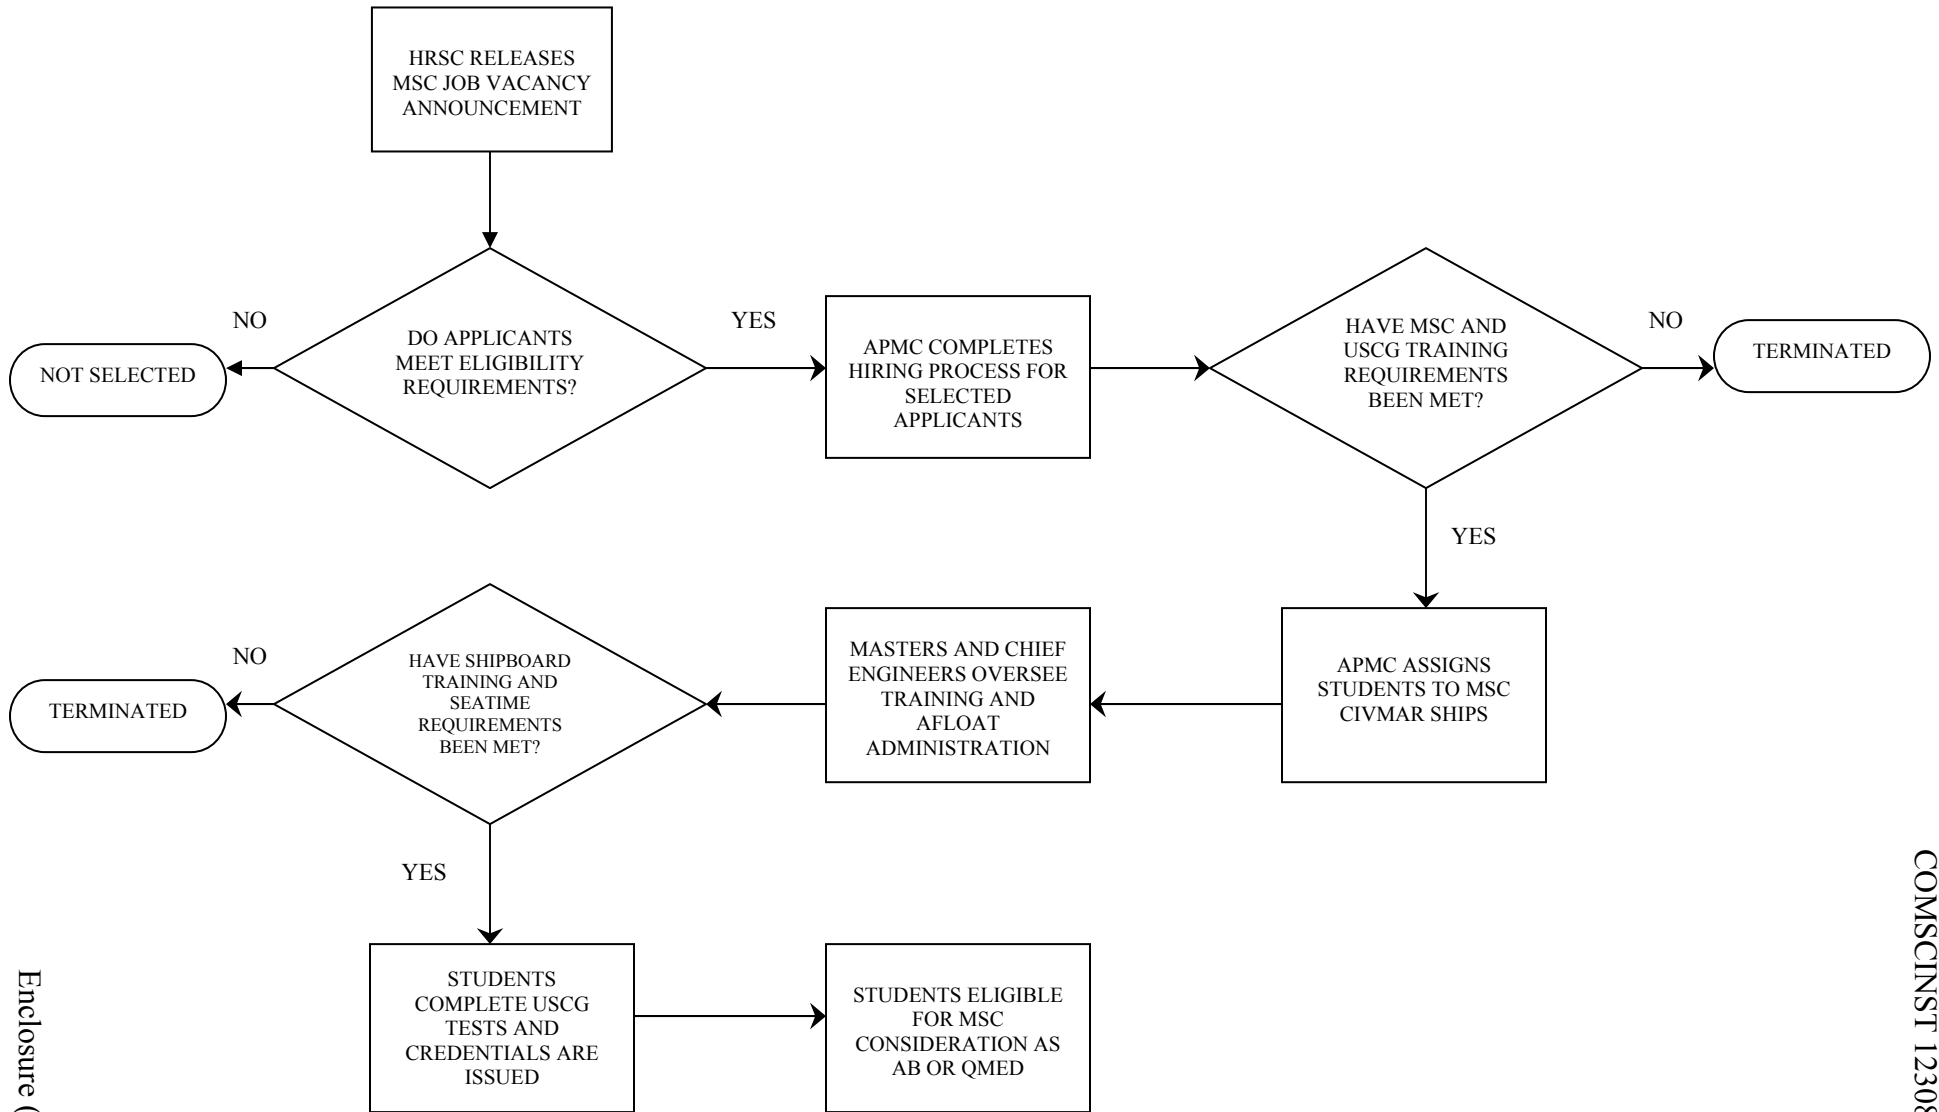 HRSC RELEASES
MSC JOB VACANCY
ANNOUNCEMENT
NO
DO APPLICANTS
MEET ELIGIBILITY
REQUIREMENTS?
YES
NOT SELECTED
APMC COMPLETES
HIRING PROCESS FOR
SELECTED
APPLICANTS
HAVE MSC AND
USCG TRAINING
REQUIREMENTS
BEEN MET?
NO
TERMINATED
YES
APMC ASSIGNS
STUDENTS TO MSC
CIVMAR SHIPS
MASTERS AND CHIEF
ENGINEERS OVERSEE
TRAINING AND
AFLOAT
ADMINISTRATION
HAVE SHIPBOARD
TRAINING AND
SEATIME
REQUIREMENTS
BEEN MET?
NO
TERMINATED
YES
STUDENTS
COMPLETE USCG
TESTS AND
CREDENTIALS ARE
ISSUED
STUDENTS ELIGIBLE
FOR MSC
CONSIDERATION AS
AB OR QMED
COMSCINST 12308
Enclosure (